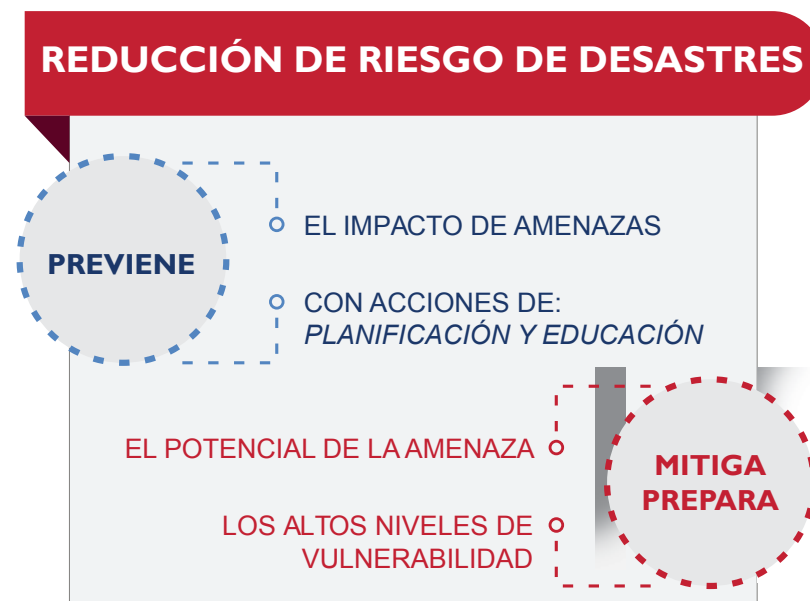 REDUCCIÓN DE RIESGO DE DESASTRES
PREVIENE
EL IMPACTO DE AMENAZAS
CON ACCIONES DE:
PLANIFICACIÓN Y EDUCACIÓN
EL POTENCIAL DE LA AMENAZA
LOS ALTOS NIVELES DE
VULNERABILIDAD
MITIGA
PREPARA